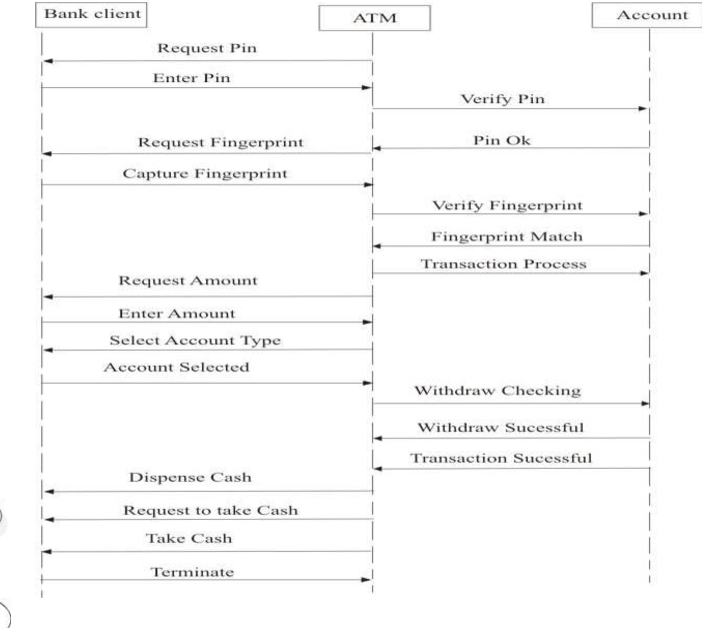 Bank client
ATM
Account
Request Pin
Enter Pin
Verify Pin
Pin Ok
Request Fingerprint
Capture Fingerprint
Verify Fingerprint
Fingerprint Match
Transaction Process
Request Amount
Enter Amount
Select Account Type
Account Selected
Withdraw Checking
Withdraw Sucessful
Transaction Sucessful
Dispense Cash
Request to take Cash
Take Cash
Terminate